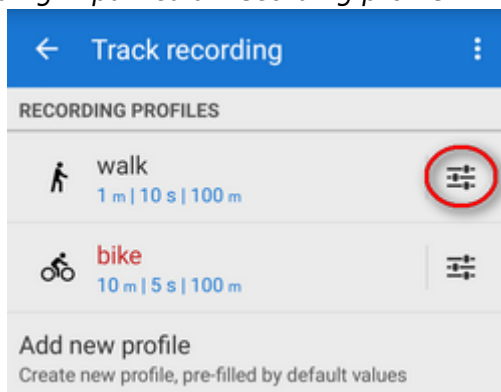 Track recording
RECORDING PROFILES
walk
1 m | 10 s | 100 m
bike
10 m | 5 s | 100 m
Add new profile
Create new profile, pre-filled by default values